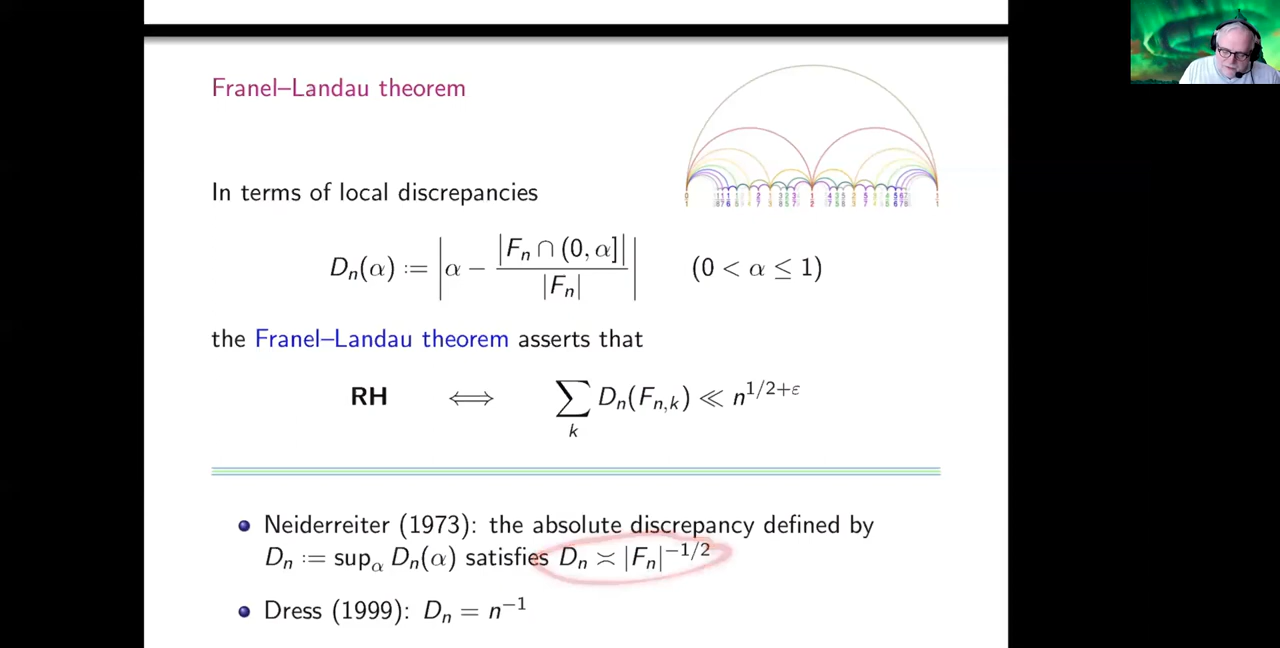 Franel–Landau theorem
In terms of local discrepancies
D_n(α) := |α − |F_n ∩ (0, α]| / |F_n|| (0 < α ≤ 1)
the Franel–Landau theorem asserts that
RH ⟺ ∑_k D_n(F_{n,k}) ≪ n^{1/2+ε}
Neiderreiter (1973): the absolute discrepancy defined by
D_n := sup_α D_n(α) satisfies D_n ≍ |F_n|^{−1/2}
Dress (1999): D_n = n^{−1}